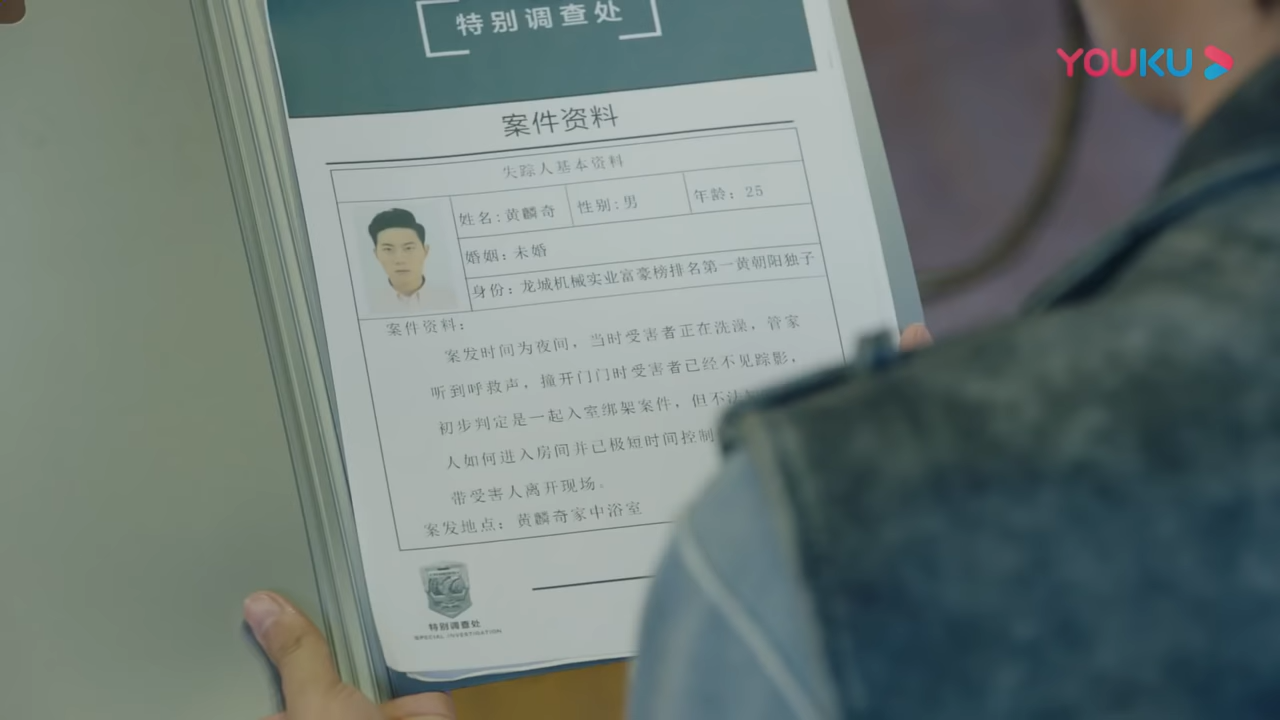 特别调查处
YOUKU
案件资料
失踪人基本资料
姓名:黄麟奇 性别:男 年龄:25
婚姻:未婚
身份:龙城机械实业富豪榜排名第一黄朝阳独子
案件资料:
案发时间为夜间,当时受害者正在洗澡,管家
听到呼救声,撞开门门时受害者已经不见踪影,
初步判定是一起入室绑架案件,但不
人如何进入房间并已极短时间控制
带受害人离开现场。
案发地点:黄麟奇家中浴室
特别调查处
SPECIAL INVESTIGATION